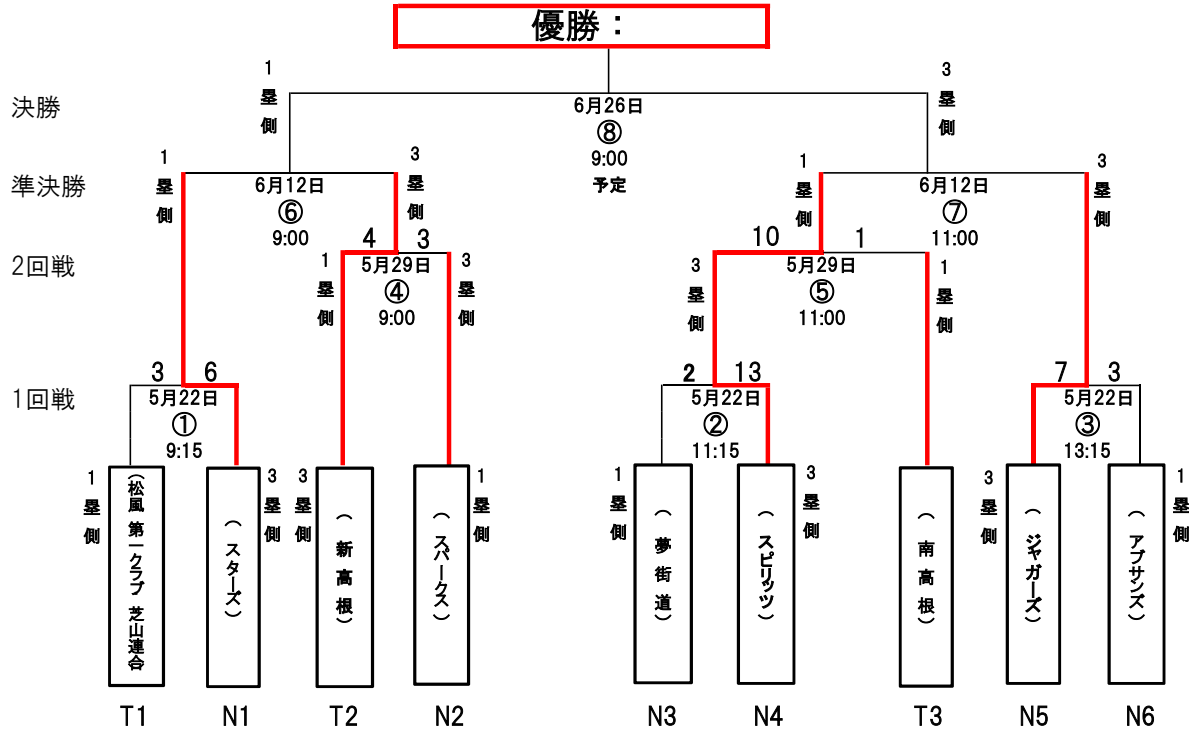 優勝：
1塁側
3塁側
決勝
6月26日
⑧
9:00
予定
1塁側
3塁側
1塁側
3塁側
準決勝
6月12日
⑥
9:00
6月12日
⑦
11:00
4
3
10
1
2回戦
1塁側
5月29日
④
9:00
3塁側
3塁側
5月29日
⑤
11:00
1塁側
3
6
2
13
7
3
1回戦
5月22日
①
9:15
5月22日
②
11:15
5月22日
③
13:15
1塁側
（松風 第一クラブ 芝山連合
（スターズ）
3塁側
3塁側
（新高根）
（スパークス）
1塁側
1塁側
（夢街道）
（スピリッツ）
3塁側
（南高根）
3塁側
（ジャガーズ）
（アブサンズ）
1塁側
T1
N1
T2
N2
N3
N4
T3
N5
N6